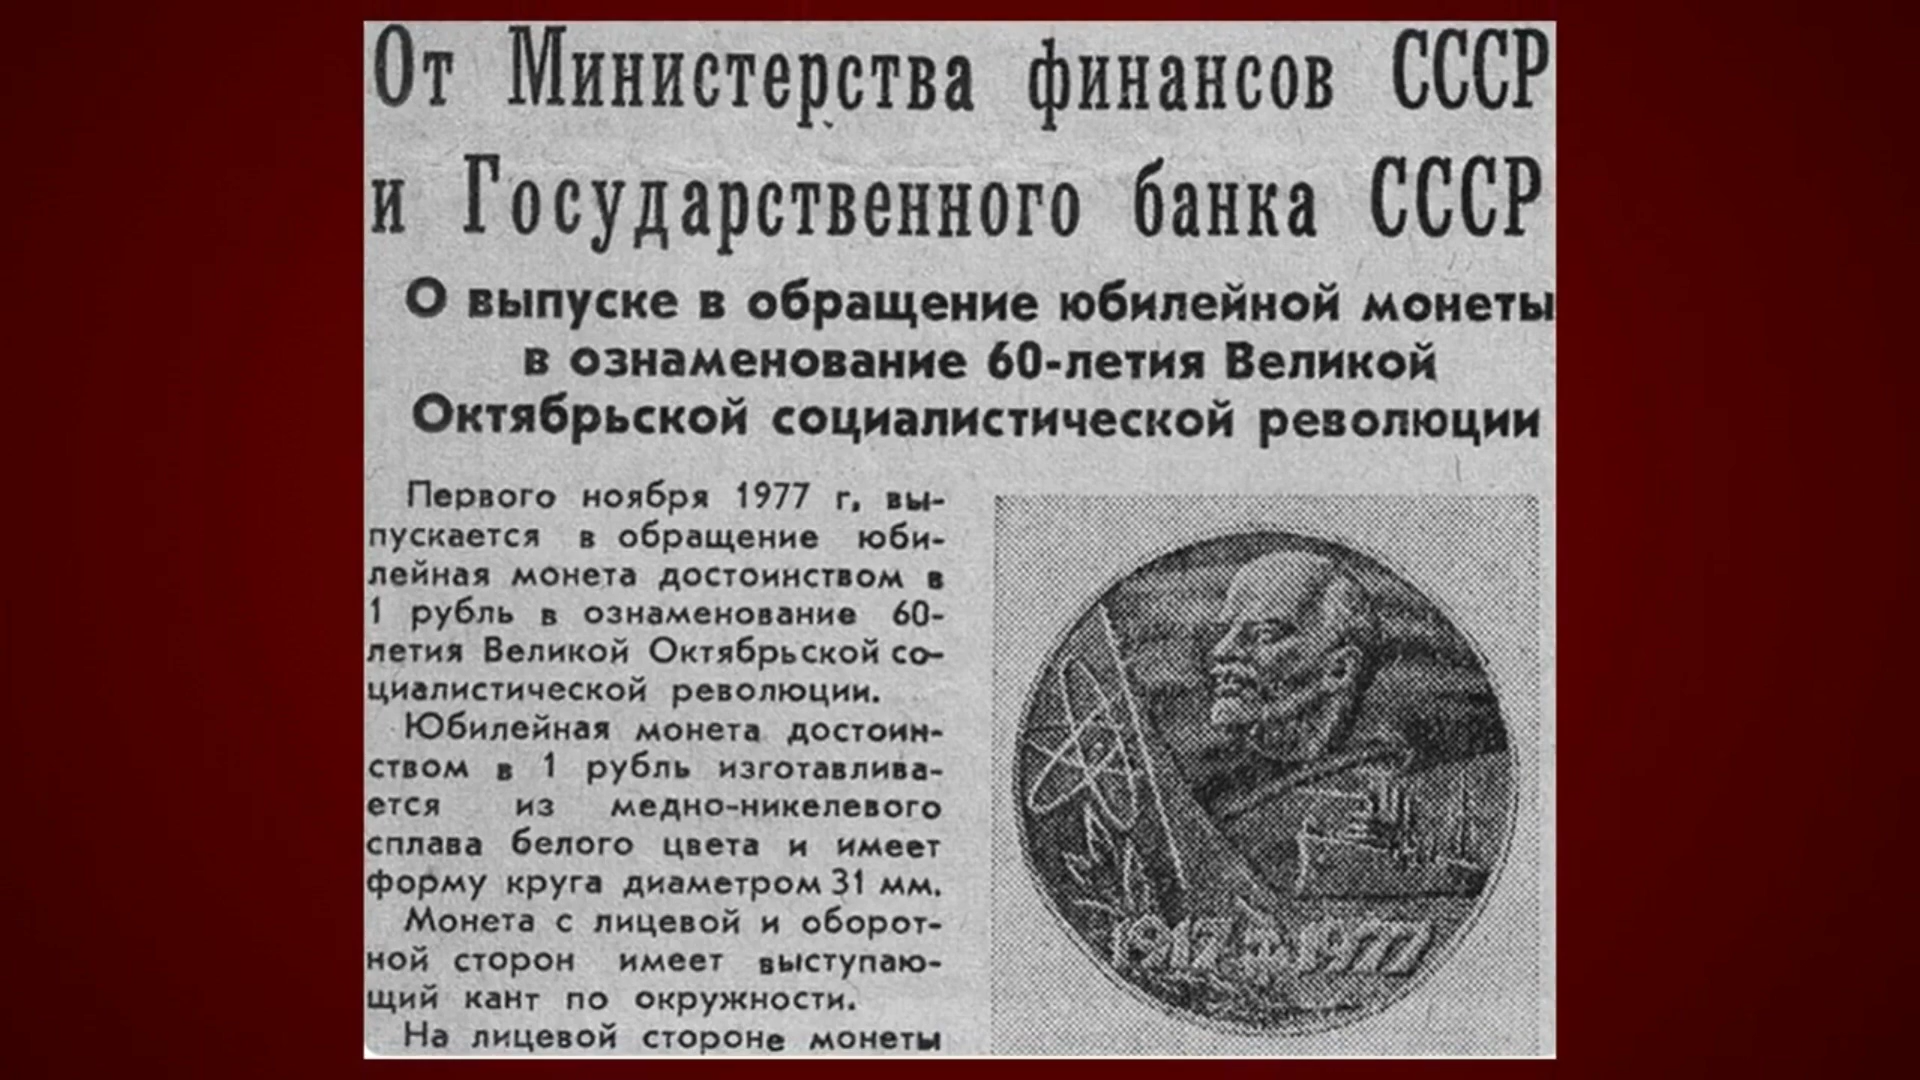 От Министерства финансов СССР
и Государственного банка СССР
О выпуске в обращение юбилейной монеты
в ознаменование 60-летия Великой
Октябрьской социалистической революции
Первого ноября 1977 г, вы-
пускается в обращение юби-
лейная монета достоинством в
1 рубль в ознаменование 60-
летия Великой Октябрьской со-
циалистической революции.
Юбилейная монета достоин-
ством в 1 рубль изготавлива-
ется из медно-никелевого
сплава белого цвета и имеет
форму круга диаметром 31 мм.
Монета с лицевой и оборот-
ной сторон имеет выступаю-
щий кант по окружности.
На лицевой стороне монеты
1917 1977